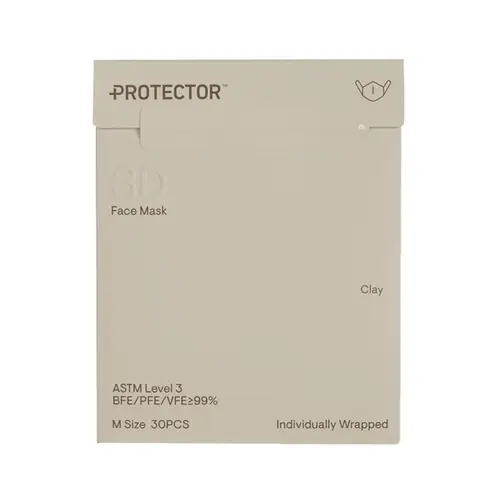 PROTECTOR™
3D
Face Mask
Clay
ASTM Level 3
BFE/PFE/VFE≥99%
M Size 30PCS
Individually Wrapped